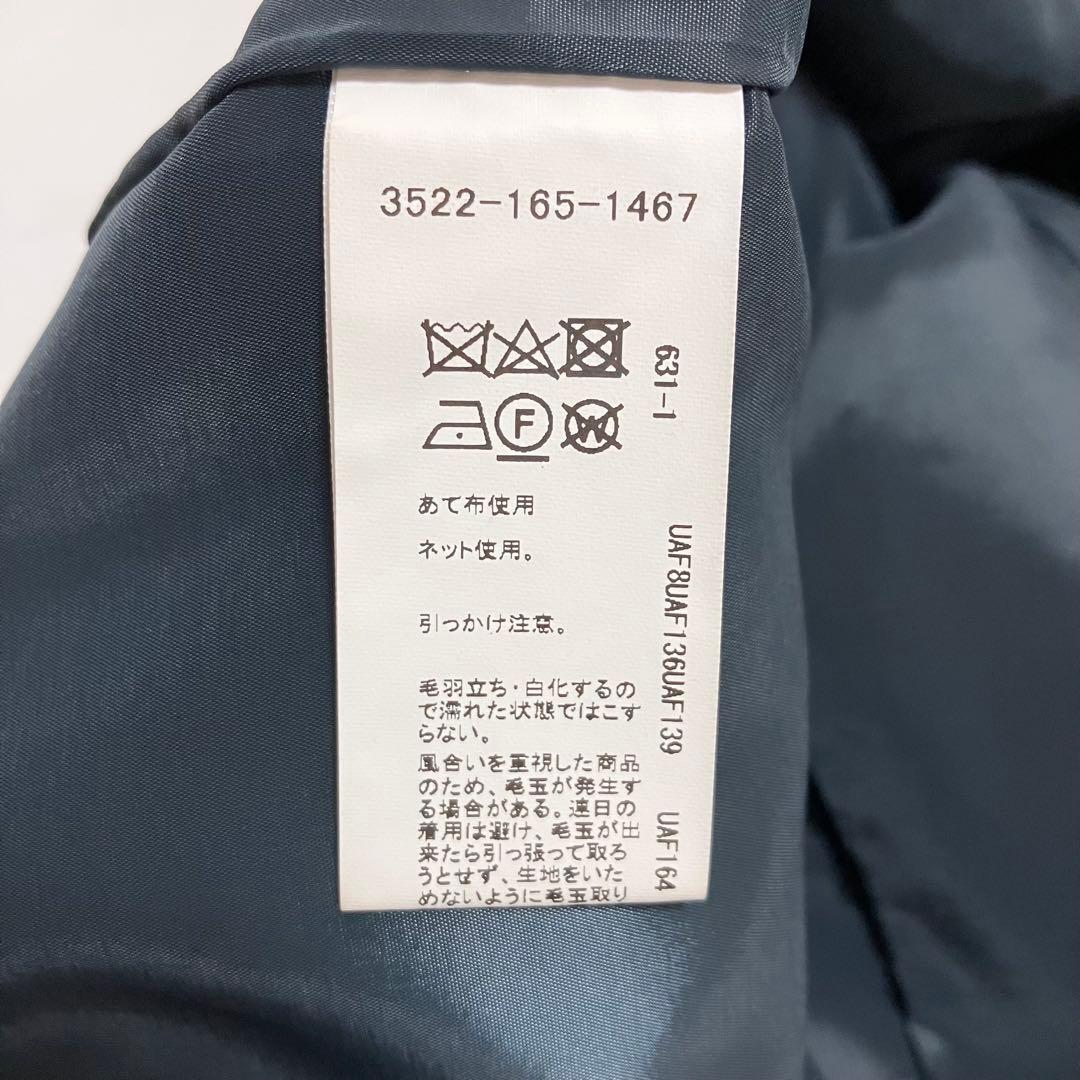 3522-165-1467
631-1
F
W
あて布使用
ネット使用。
引っかけ注意。
毛羽立ち・白化するの
で濡れた状態ではこす
らない。
風合いを重視した商品
のため、毛玉が発生す
る場合がある。連日の
着用は避け、毛玉が出
来たら引っ張って取ろ
うとせず、生地をいた
めないように毛玉取り
UAF8UAF136UAF139
UAF164